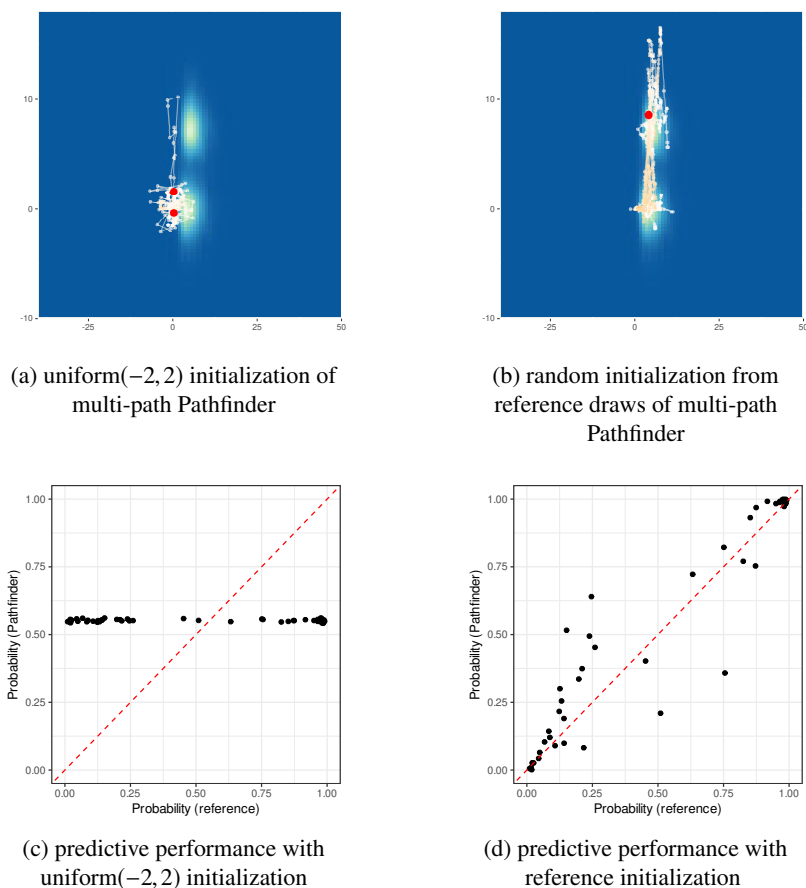 10
0
-10
-25
0
25
50
10
0
-10
-25
0
25
50
(a) uniform(−2, 2) initialization of
multi-path Pathfinder
(b) random initialization from
reference draws of multi-path
Pathfinder
1.00
0.75
0.50
0.25
0.00
Probability (Pathfinder)
0.00
0.25
0.50
0.75
1.00
Probability (reference)
1.00
0.75
0.50
0.25
0.00
Probability (Pathfinder)
0.00
0.25
0.50
0.75
1.00
Probability (reference)
(c) predictive performance with
uniform(−2, 2) initialization
(d) predictive performance with
reference initialization